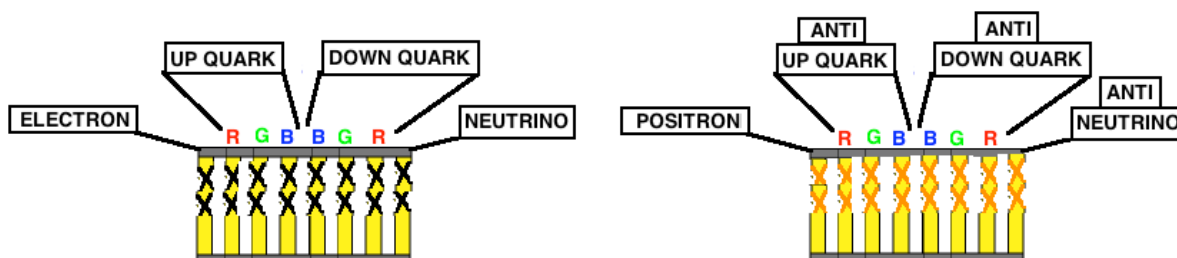 UP QUARK
DOWN QUARK
ELECTRON
R G B B G R
NEUTRINO
ANTI
UP QUARK
ANTI
DOWN QUARK
POSITRON
R G B B G R
ANTI
NEUTRINO